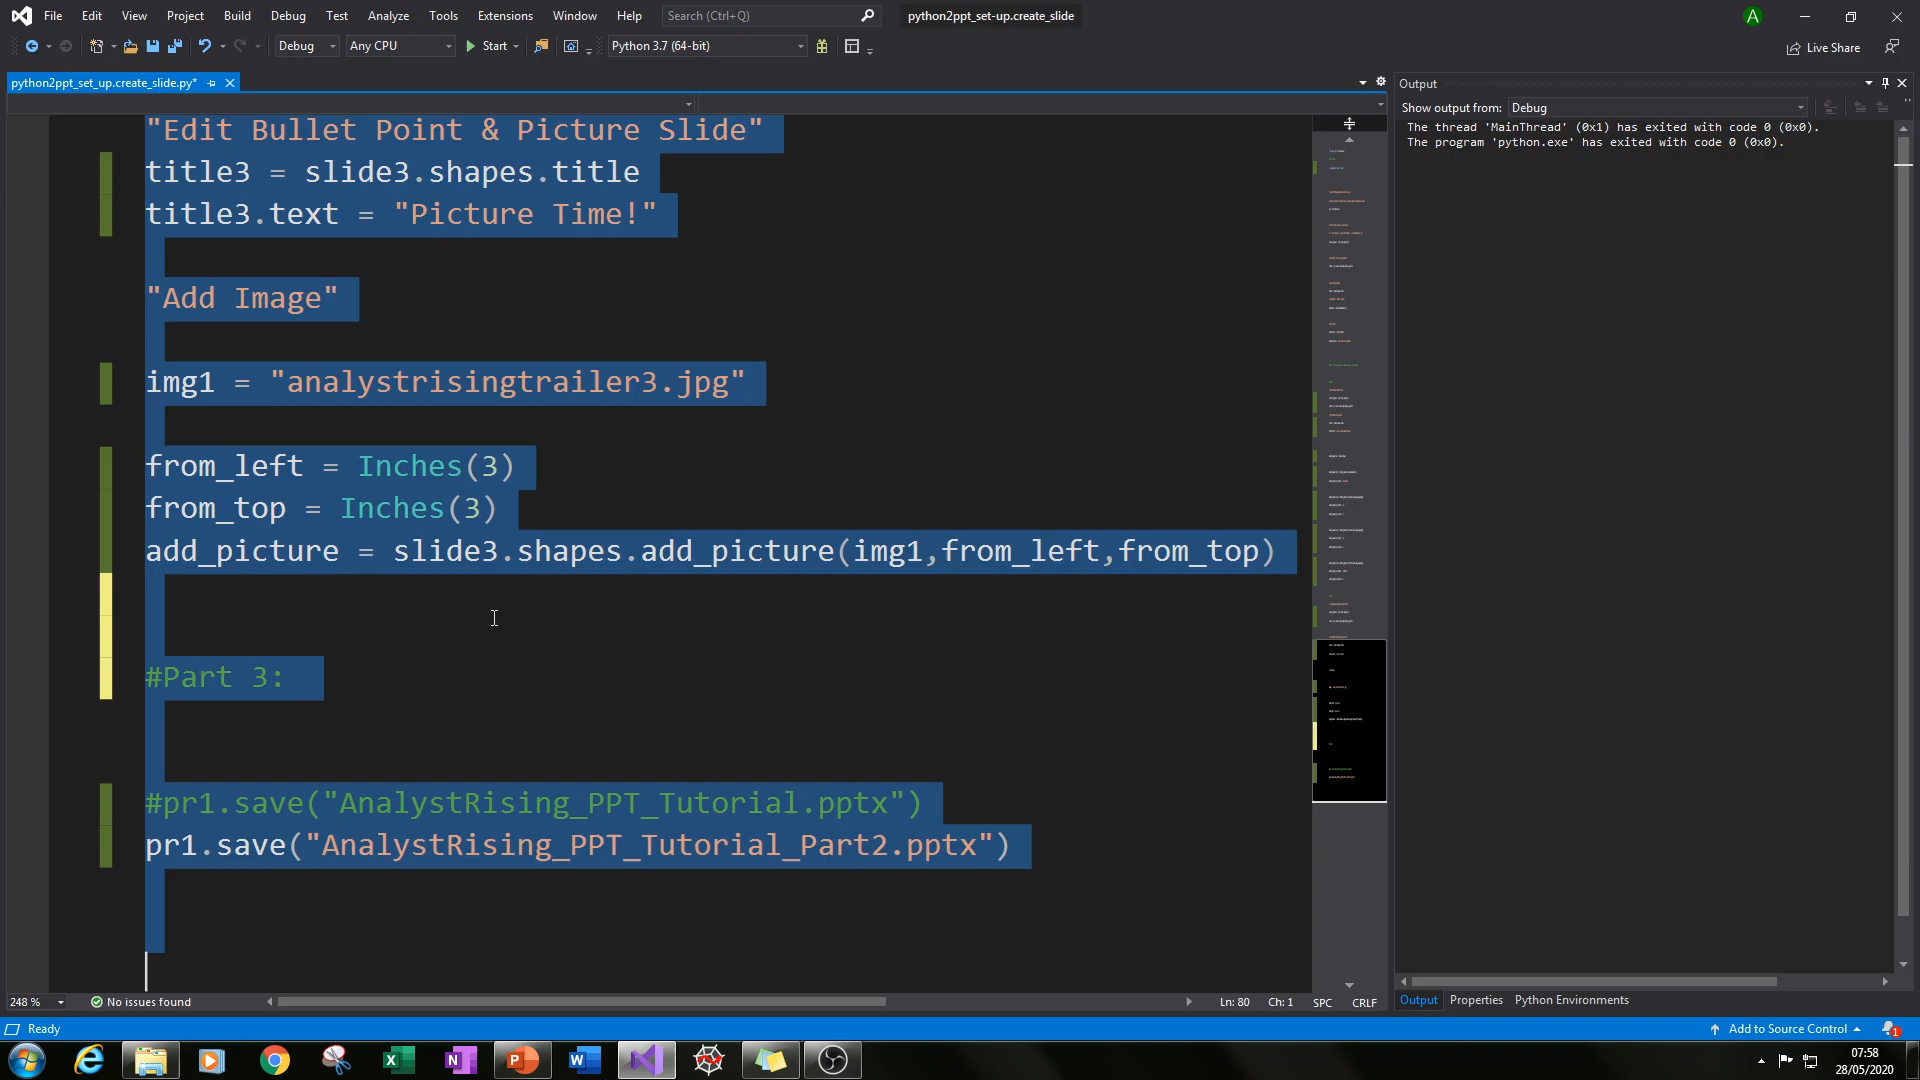 File Edit View Project Build Debug Test Analyze Tools Extensions Window Help Search (Ctrl+Q) python2ppt_set-up.create_slide A
Debug Any CPU Start Python 3.7 (64-bit) Live Share
python2ppt_set_up.create_slide.py*
"Edit Bullet Point & Picture Slide"
title3 = slide3.shapes.title
title3.text = "Picture Time!"
"Add Image"
img1 = "analystrisingtrailer3.jpg"
from_left = Inches(3)
from_top = Inches(3)
add_picture = slide3.shapes.add_picture(img1,from_left,from_top)
#Part 3:
#pr1.save("AnalystRising_PPT_Tutorial.pptx")
pr1.save("AnalystRising_PPT_Tutorial_Part2.pptx")
248 % No issues found Ln: 80 Ch: 1 SPC CRLF
Output
Show output from: Debug
The thread 'MainThread' (0x1) has exited with code 0 (0x0).
The program 'python.exe' has exited with code 0 (0x0).
Output Properties Python Environments
Ready Add to Source Control 1
07:58
28/05/2020